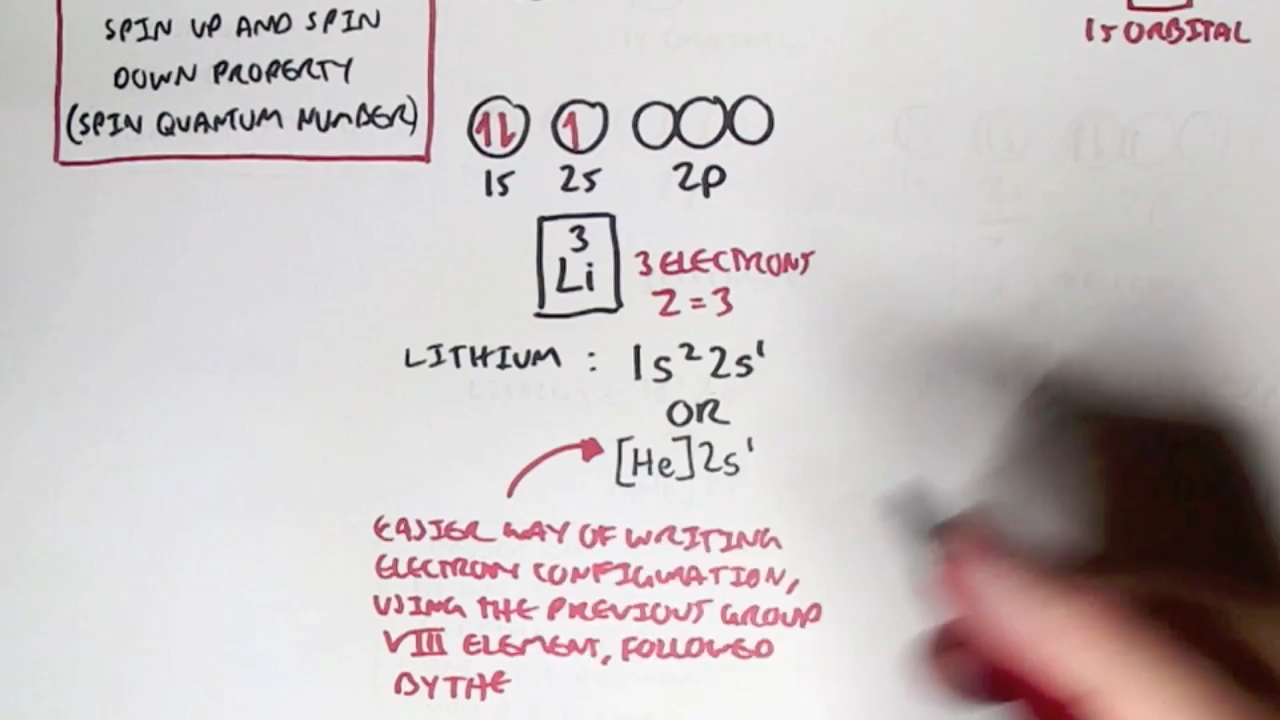 SPIN UP AND SPIN
DOWN PROPERTY
(SPIN QUANTUM NUMBER)
1s ORBITAL
1s 2s 2p
3
Li
3 ELECTRONS
Z = 3
LITHIUM : 1s² 2s¹
OR
[He] 2s¹
EASIER WAY OF WRITING
ELECTRON CONFIGURATION,
USING THE PREVIOUS GROUP
VIII ELEMENT, FOLLOWED
BY THE